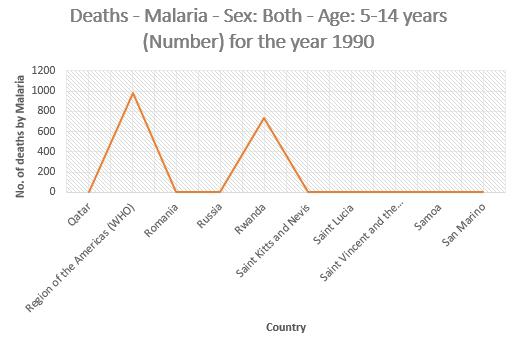 Deaths - Malaria - Sex: Both - Age: 5-14 years
(Number) for the year 1990
No. of deaths by Malaria
1200
1000
800
600
400
200
0
Qatar
Region of the Americas (WHO)
Romania
Russia
Rwanda
Saint Kitts and Nevis
Saint Lucia
Saint Vincent and the...
Samoa
San Marino
Country